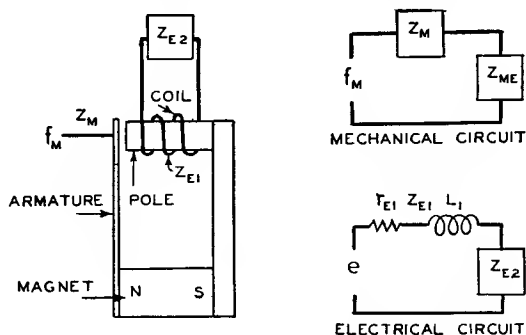 Z_E2
COIL
Z_M
f_M
Z_E1
ARMATURE
POLE
MAGNET
N S
Z_M
f_M
Z_ME
MECHANICAL CIRCUIT
r_E1 Z_E1 L_1
e
Z_E2
ELECTRICAL CIRCUIT